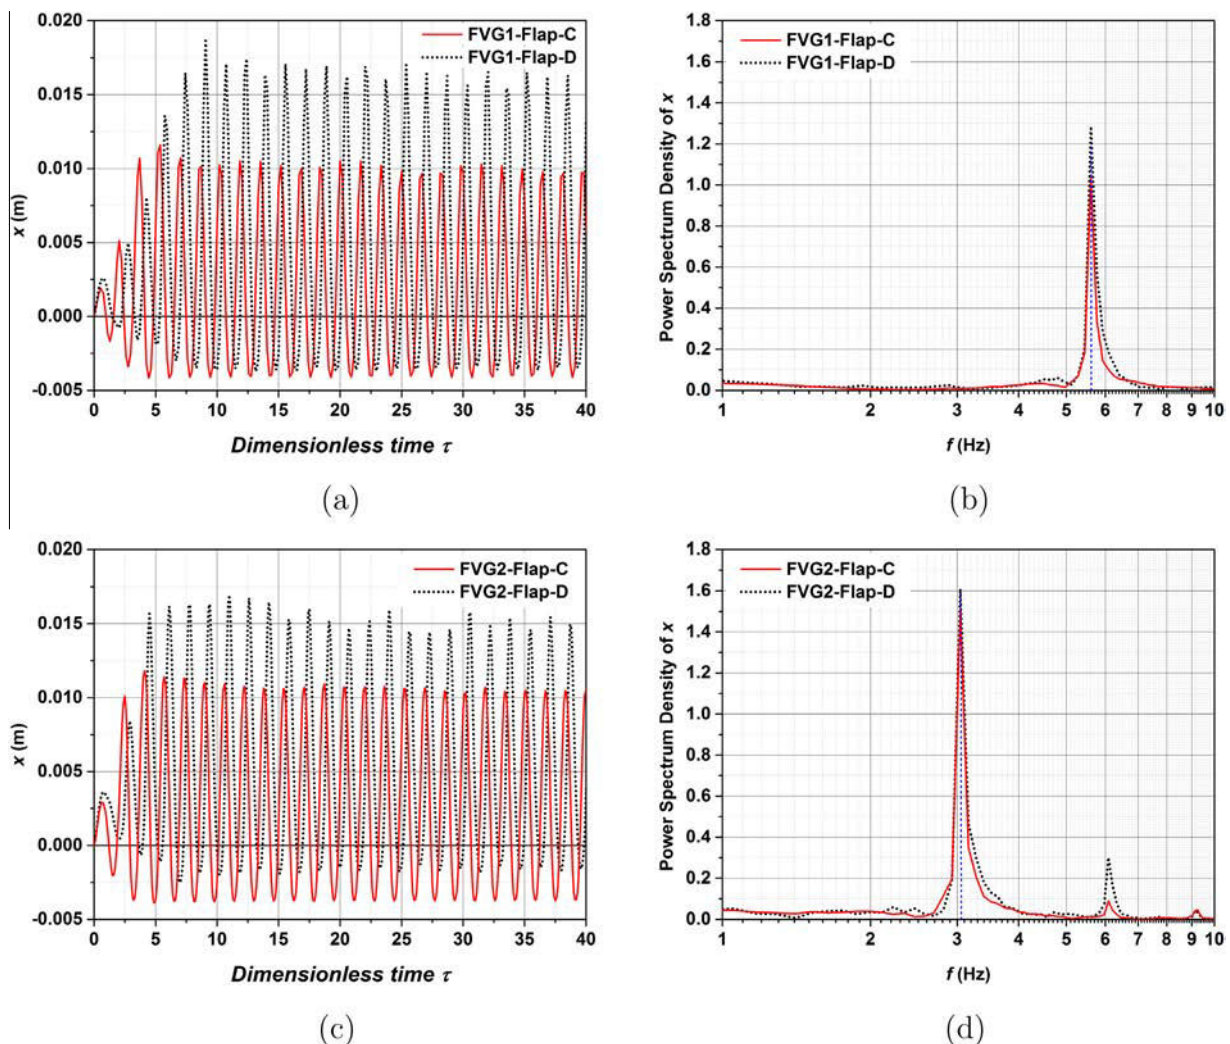 0.020
0.015
0.010
0.005
0.000
-0.005
x (m)
FVG1-Flap-C
FVG1-Flap-D
0 5 10 15 20 25 30 35 40
Dimensionless time τ
(a)
1.8
1.6
1.4
1.2
1.0
0.8
0.6
0.4
0.2
0.0
Power Spectrum Density of x
FVG1-Flap-C
FVG1-Flap-D
1 2 3 4 5 6 7 8 9 10
f (Hz)
(b)
0.020
0.015
0.010
0.005
0.000
-0.005
x (m)
FVG2-Flap-C
FVG2-Flap-D
0 5 10 15 20 25 30 35 40
Dimensionless time τ
(c)
1.8
1.6
1.4
1.2
1.0
0.8
0.6
0.4
0.2
0.0
Power Spectrum Density of x
FVG2-Flap-C
FVG2-Flap-D
1 2 3 4 5 6 7 8 9 10
f (Hz)
(d)